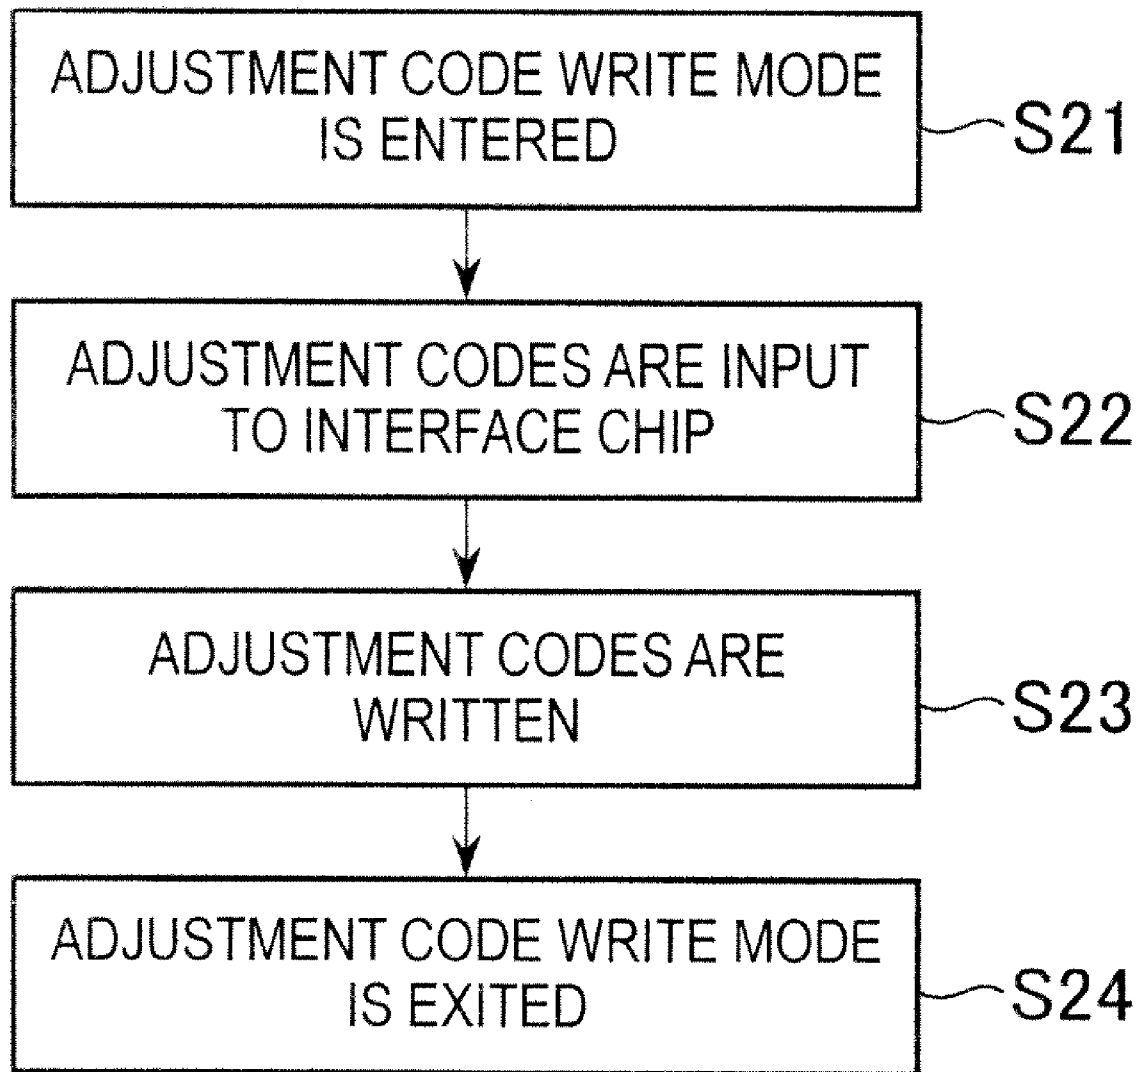 ADJUSTMENT CODE WRITE MODE
IS ENTERED
S21
ADJUSTMENT CODES ARE INPUT
TO INTERFACE CHIP
S22
ADJUSTMENT CODES ARE
WRITTEN
S23
ADJUSTMENT CODE WRITE MODE
IS EXITED
S24